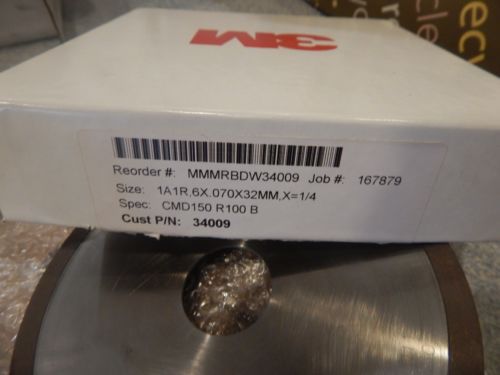 3M
Reorder #: MMMRBDW34009 Job #: 167879
Size: 1A1R,6X.070X32MM,X=1/4
Spec: CMD150 R100 B
Cust P/N: 34009